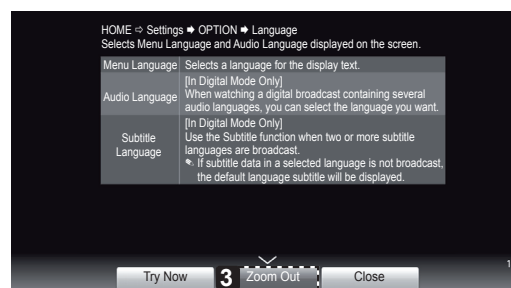 HOME ⇨ Settings ➡ OPTION ➡ Language
Selects Menu Language and Audio Language displayed on the screen.
Menu Language Selects a language for the display text.
Audio Language
[In Digital Mode Only]
When watching a digital broadcast containing several
audio languages, you can select the language you want.
Subtitle
Language
[In Digital Mode Only]
Use the Subtitle function when two or more subtitle
languages are broadcast.
If subtitle data in a selected language is not broadcast,
the default language subtitle will be displayed.
Try Now 3 Zoom Out Close
1